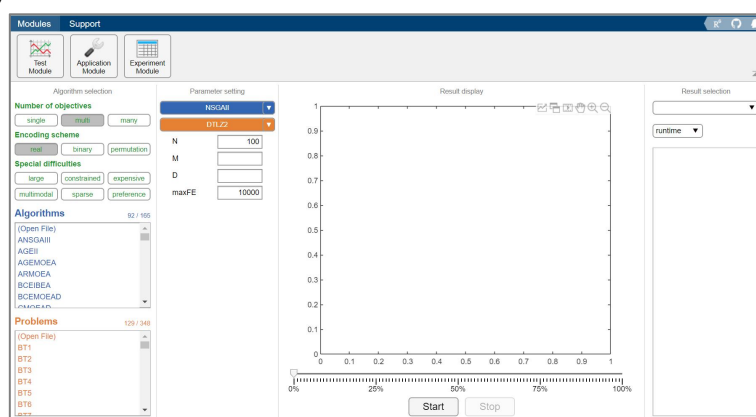 Modules Support
Test Module
Application Module
Experiment Module
Algorithm selection
Number of objectives
single multi many
Encoding scheme
real binary permutation
Special difficulties
large constrained expensive
multimodal sparse preference
Algorithms 92 / 165
(Open File)
ANSGAIII
AGEII
AGEMOEA
ARMOEA
BCEIBEA
BCEMOEAD
CMOEAD
Problems
(Open File)
BT1
BT2
BT3
BT4
BT5
BT6
BT7
Parameter setting
NSGAII
DTLZ2
N 100
M
D
maxFE 10000
Result display
1
0.9
0.8
0.7
0.6
0.5
0.4
0.3
0.2
0.1
0
0 0.1 0.2 0.3 0.4 0.5 0.6 0.7 0.8 0.9 1
0% 25% 50% 75% 100%
Start Stop
Result selection
runtime